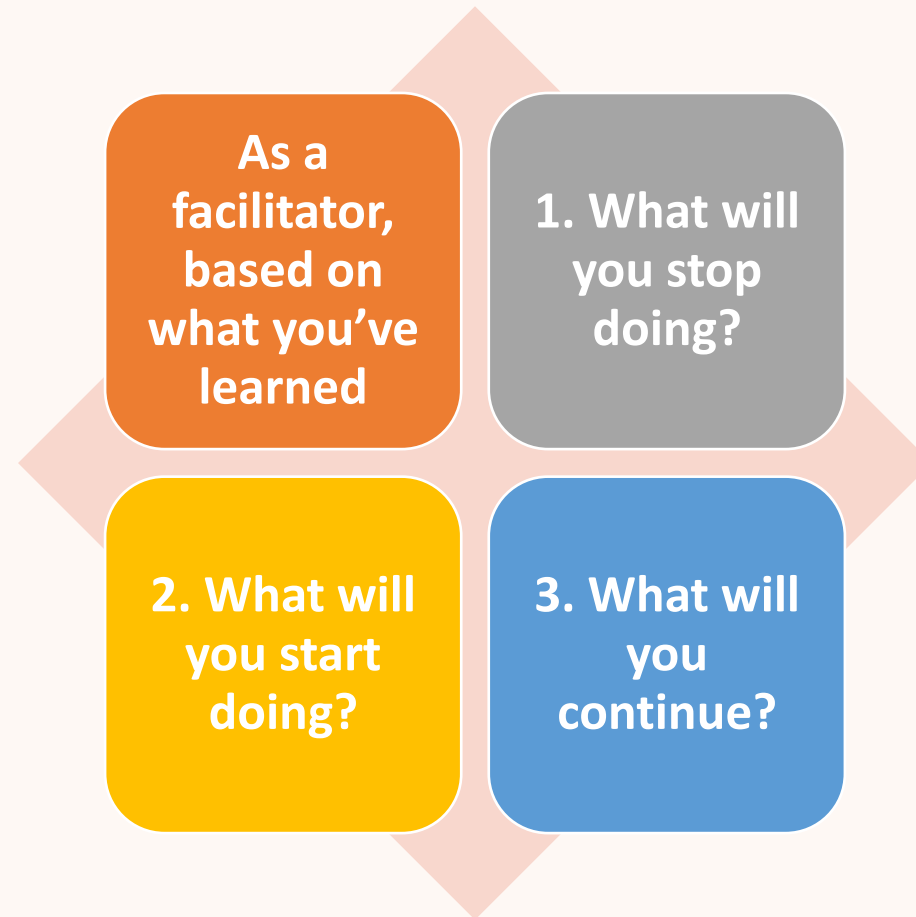 As a
facilitator,
based on
what you’ve
learned
1. What will
you stop
doing?
2. What will
you start
doing?
3. What will
you
continue?